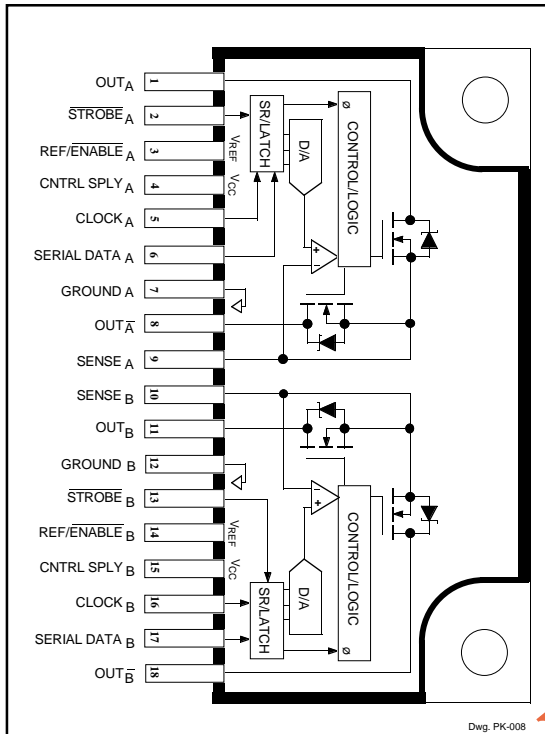 OUTA 1
STROBEA 2
REF/ENABLEA 3 VREF
CNTRL SPLYA 4 VCC
CLOCKA 5
SERIAL DATAA 6
GROUNDA 7
OUTA 8
SENSEA 9
SENSEB 10
OUTB 11
GROUNDB 12
STROBEB 13
REF/ENABLEB 14 VREF
CNTRL SPLYB 15 VCC
CLOCKB 16
SERIAL DATAB 17
OUTB 18
SR/LATCH
D/A
CONTROL/LOGIC
Ø
+
–
–
+
SR/LATCH
D/A
CONTROL/LOGIC
Ø
Dwg. PK-008